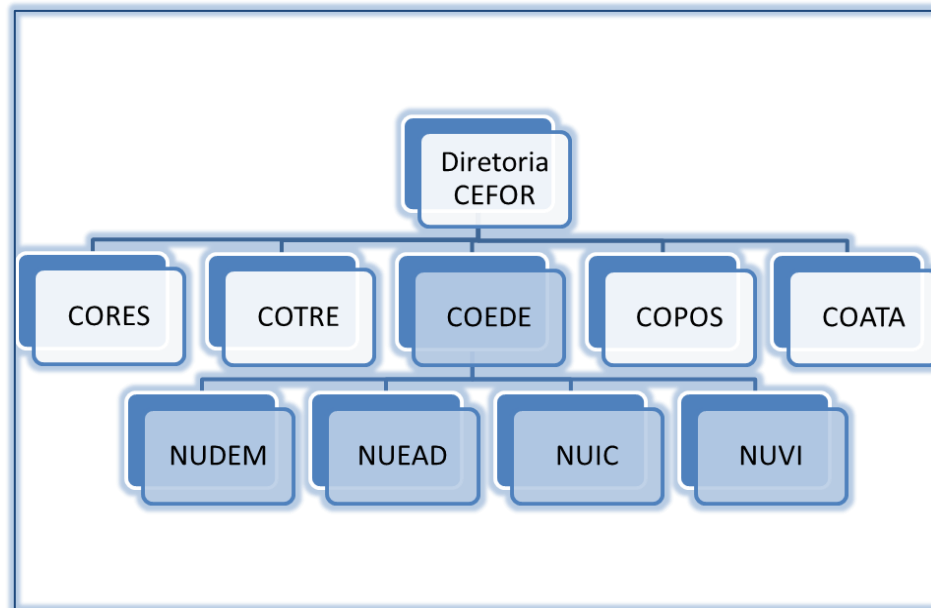 Diretoria
CEFOR
CORES
COTRE
COEDE
COPOS
COATA
NUDEM
NUEAD
NUIC
NUVI